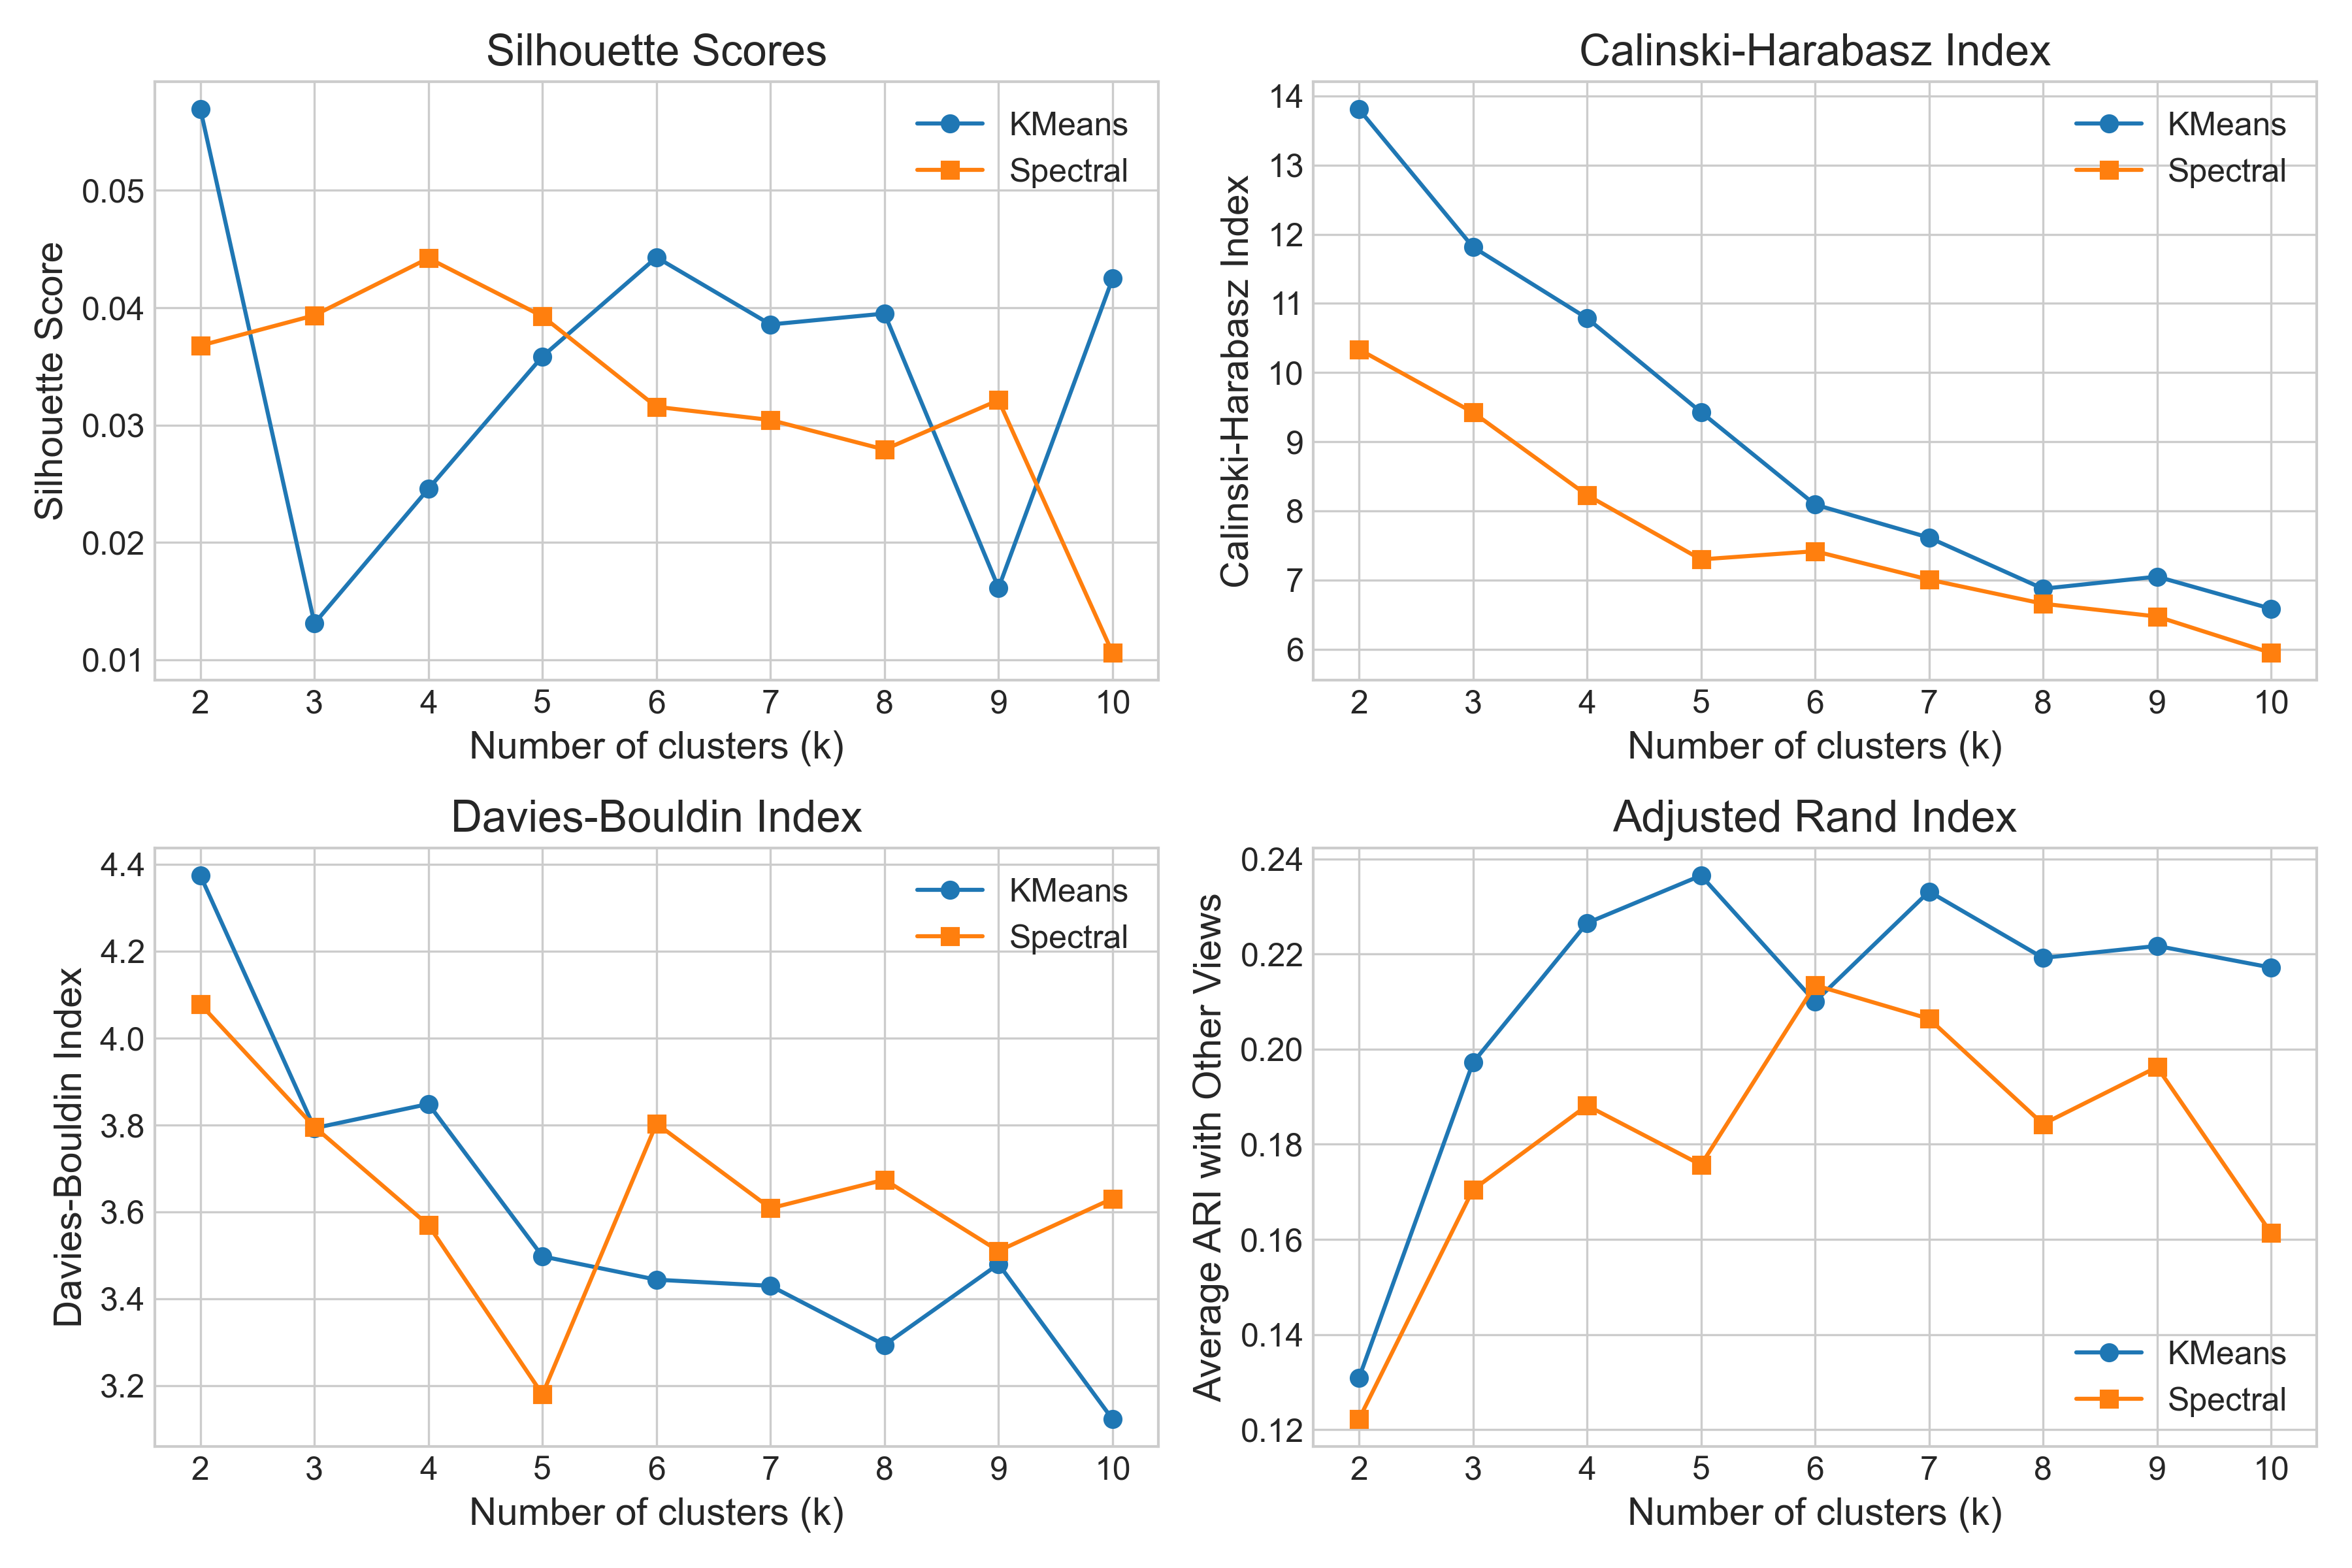 Silhouette Scores
KMeans
Spectral
Silhouette Score
0.05
0.04
0.03
0.02
0.01
2 3 4 5 6 7 8 9 10
Number of clusters (k)
Calinski-Harabasz Index
KMeans
Spectral
Calinski-Harabasz Index
14
13
12
11
10
9
8
7
6
2 3 4 5 6 7 8 9 10
Number of clusters (k)
Davies-Bouldin Index
KMeans
Spectral
Davies-Bouldin Index
4.4
4.2
4.0
3.8
3.6
3.4
3.2
2 3 4 5 6 7 8 9 10
Number of clusters (k)
Adjusted Rand Index
Average ARI with Other Views
0.24
0.22
0.20
0.18
0.16
0.14
0.12
KMeans
Spectral
2 3 4 5 6 7 8 9 10
Number of clusters (k)